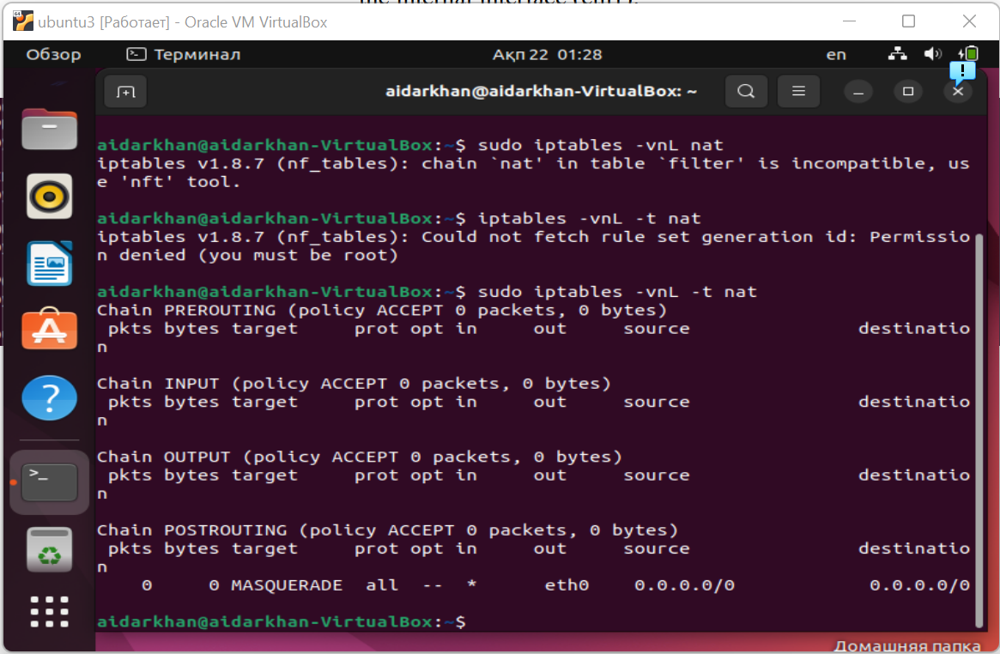 ubuntu3 [Работает] - Oracle VM VirtualBox
Обзор Терминал Ақп 22 01:28 en
aidarkhan@aidarkhan-VirtualBox: ~
aidarkhan@aidarkhan-VirtualBox:~$ sudo iptables -vnL nat
iptables v1.8.7 (nf_tables): chain `nat' in table `filter' is incompatible, us
e 'nft' tool.
aidarkhan@aidarkhan-VirtualBox:~$ iptables -vnL -t nat
iptables v1.8.7 (nf_tables): Could not fetch rule set generation id: Permissio
n denied (you must be root)
aidarkhan@aidarkhan-VirtualBox:~$ sudo iptables -vnL -t nat
Chain PREROUTING (policy ACCEPT 0 packets, 0 bytes)
pkts bytes target prot opt in out source destinatio
n
Chain INPUT (policy ACCEPT 0 packets, 0 bytes)
pkts bytes target prot opt in out source destinatio
n
Chain OUTPUT (policy ACCEPT 0 packets, 0 bytes)
pkts bytes target prot opt in out source destinatio
n
Chain POSTROUTING (policy ACCEPT 0 packets, 0 bytes)
pkts bytes target prot opt in out source destinatio
n
0 0 MASQUERADE all -- * eth0 0.0.0.0/0 0.0.0.0/0
aidarkhan@aidarkhan-VirtualBox:~$
Домашняя папка